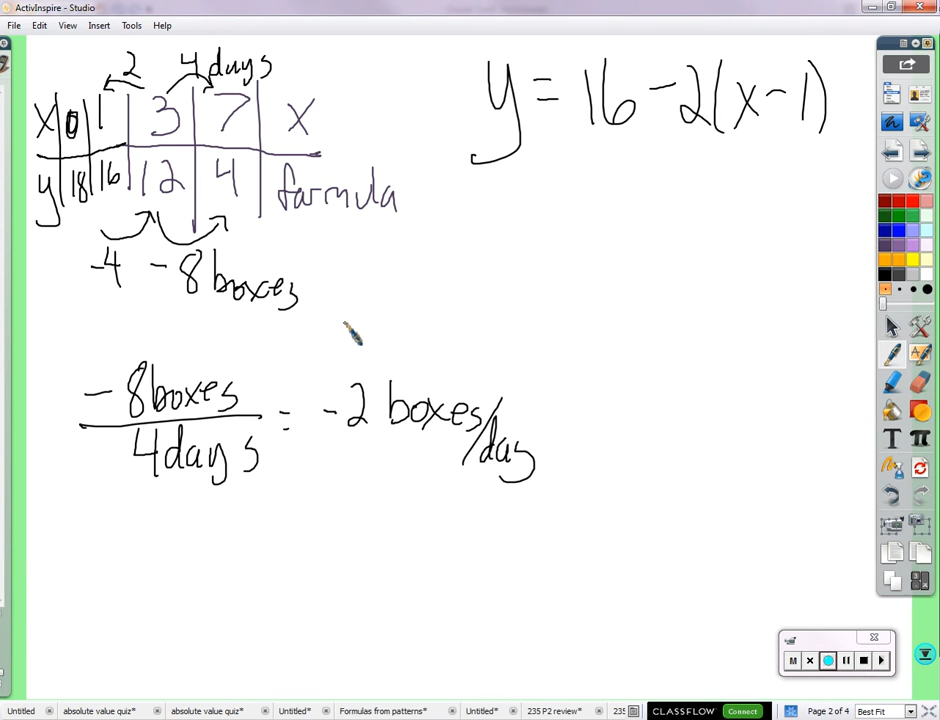 ActivInspire - Studio
File Edit View Insert Tools Help
2 4 days
x 0 1 3 7 x
y 18 16 12 4 formula
-4 -8 boxes
y = 16 - 2(x - 1)
-8 boxes
4 days
= -2 boxes/day
M
Untitled absolute value quiz* absolute value quiz* Untitled* Formulas from patterns* Untitled* 235 P2 review* 235 CLASSFLOW Connect Page 2 of 4 Best Fit